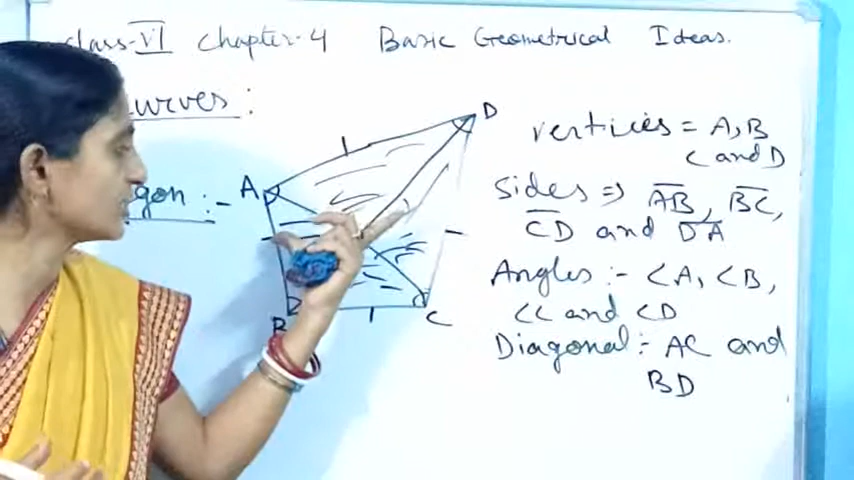 class-VI chapter-4 Basic Geometrical Ideas.
curves :
gon :-
A
D
B
C
vertices = A, B
C and D
sides => AB, BC,
CD and DA
Angles :- <A, <B,
<C and <D
Diagonal :- AC and
BD